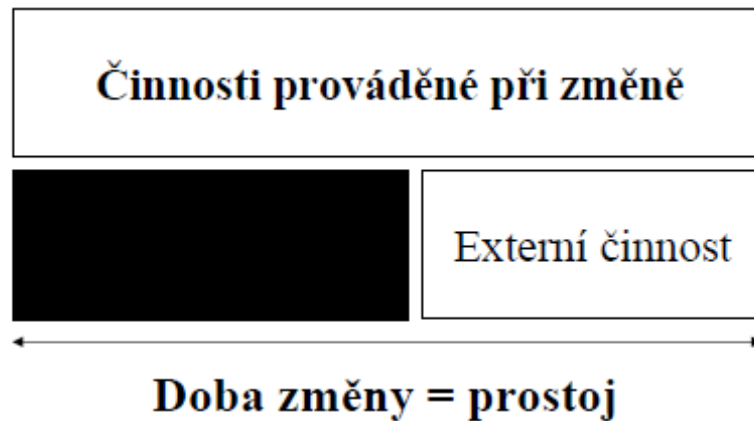 Činnosti prováděné při změně
Externí činnost
Doba změny = prostoj